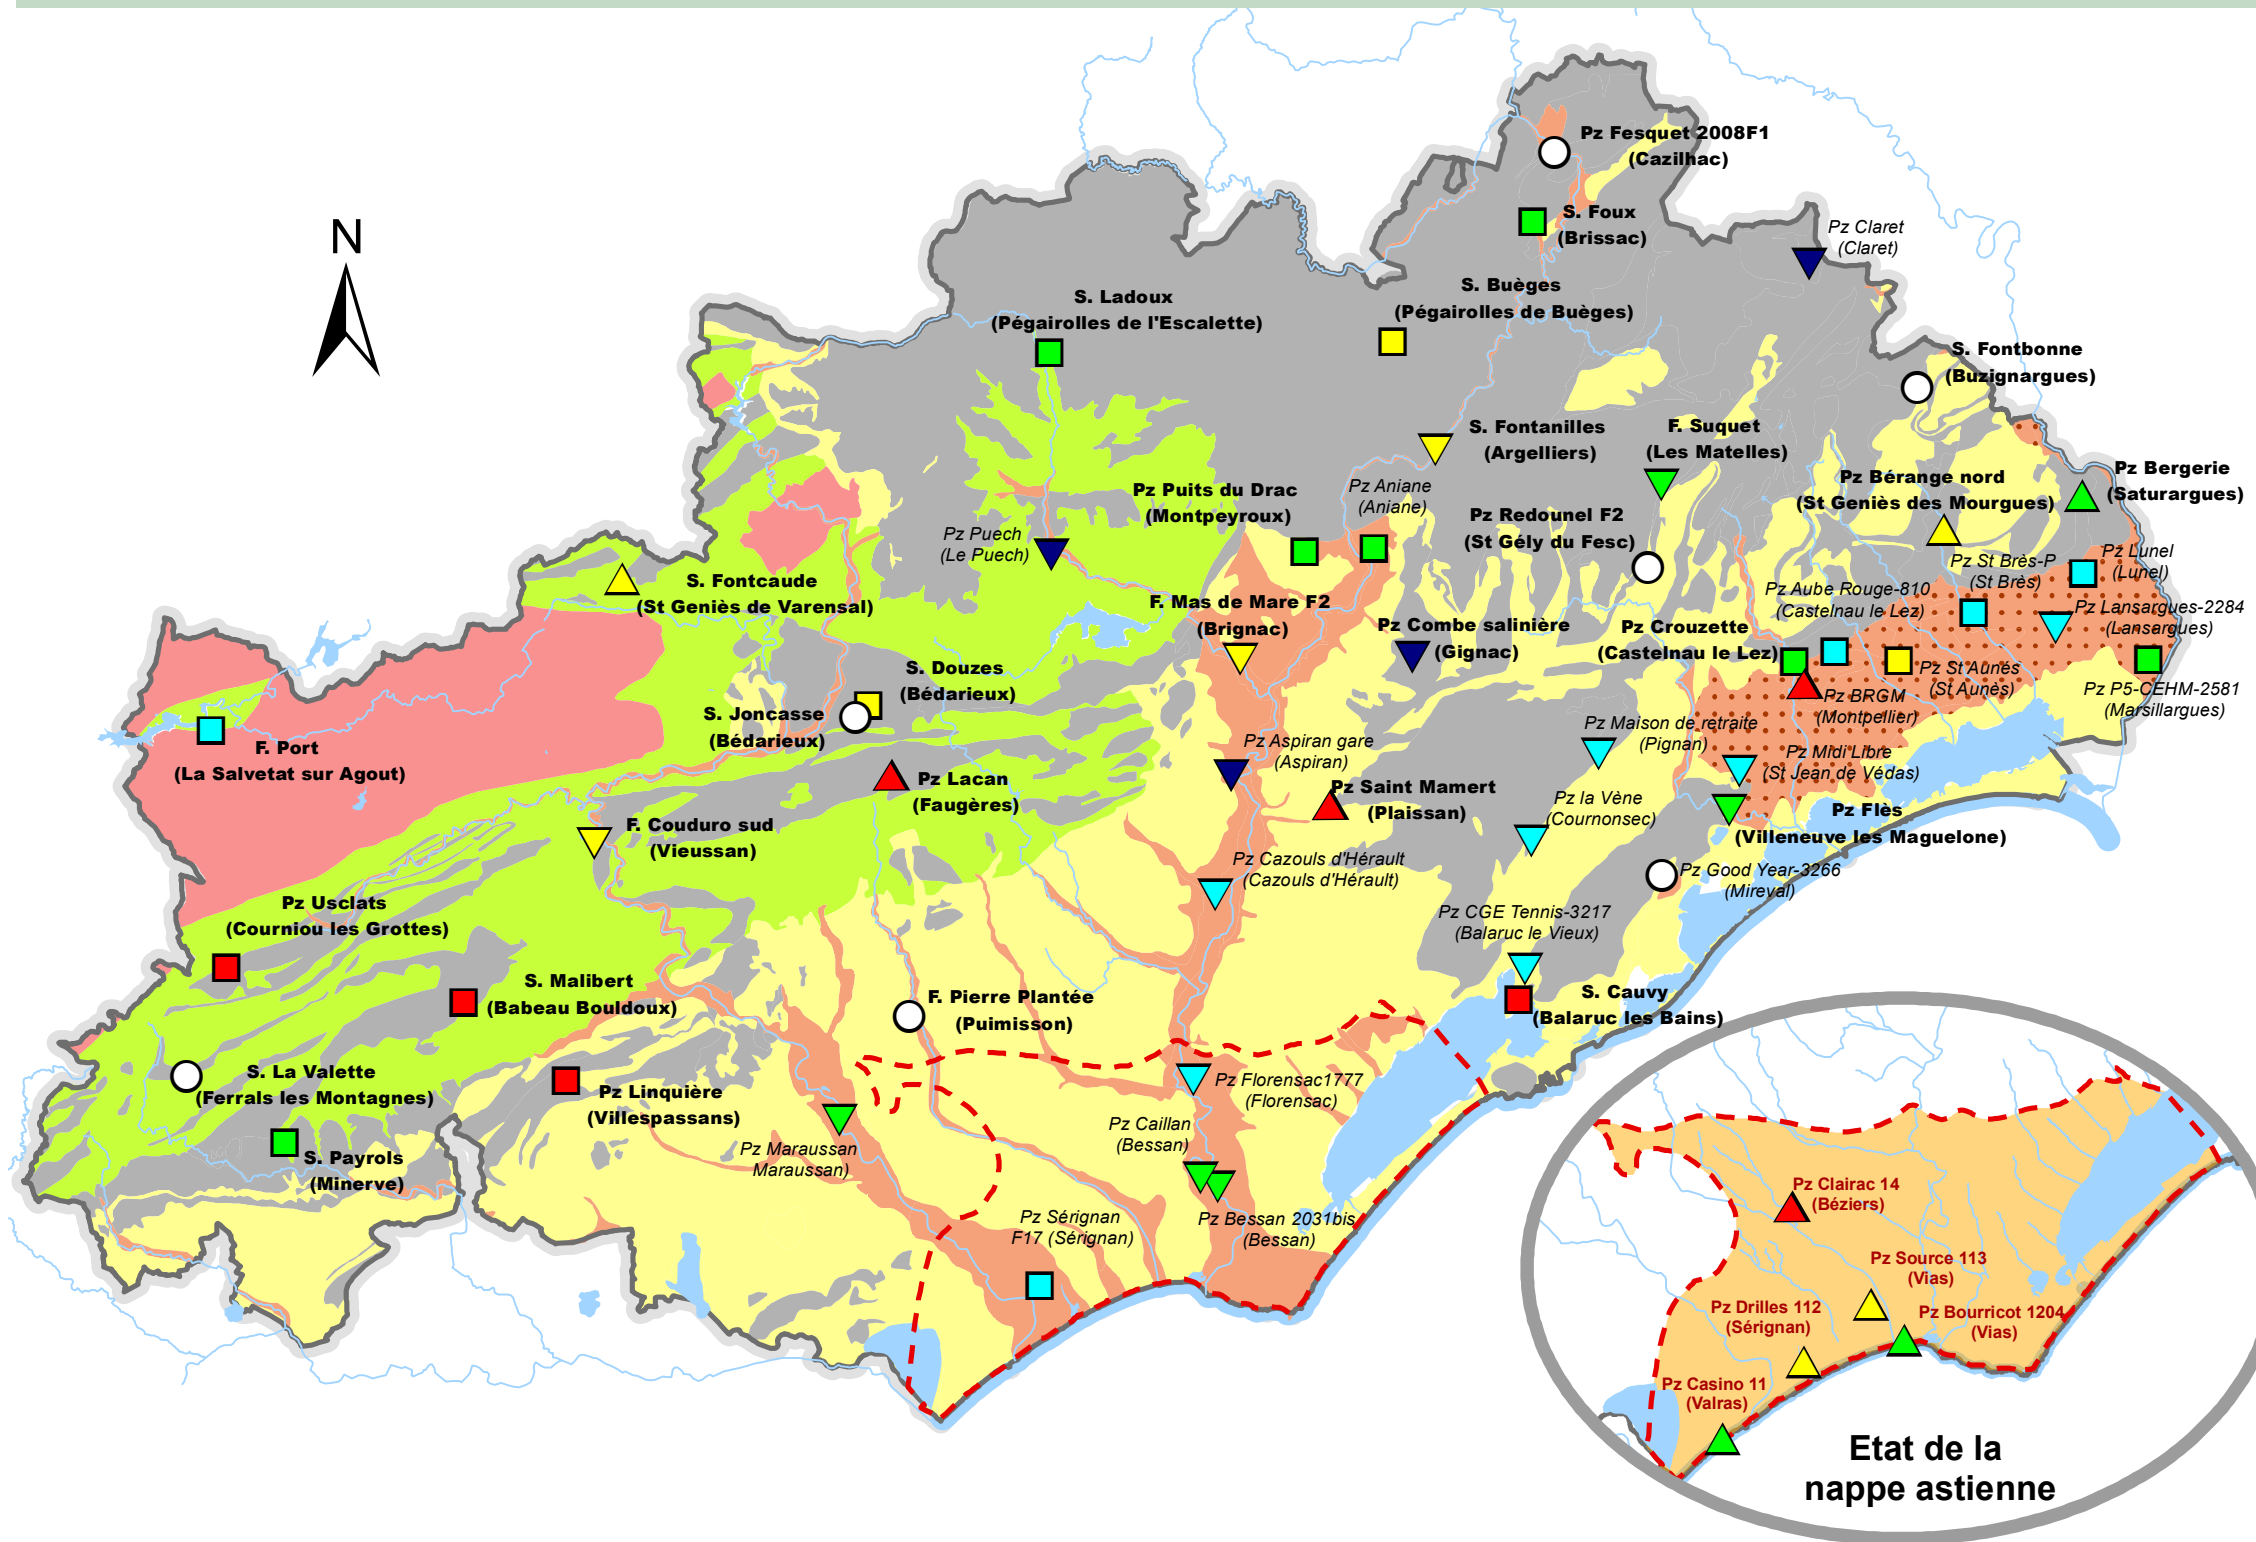 N
Pz Fesquet 2008F1
(Cazilhac)
S. Foux
(Brissac)
Pz Claret
(Claret)
S. Buèges
(Pégairolles de Buèges)
S. Ladoux
(Pégairolles de l'Escalette)
S. Fontbonne
(Buzignargues)
S. Fontanilles
(Argelliers)
F. Suquet
(Les Matelles)
Pz Bérange nord
(St Geniès des Mourgues)
Pz Bergerie
(Saturargues)
Pz Puits du Drac
(Montpeyroux)
Pz Aniane
(Aniane)
Pz Redounel F2
(St Gély du Fesc)
Pz Puech
(Le Puech)
Pz St Brès-P
(St Brès)
Pz Lunel
(Lunel)
S. Fontcaude
(St Geniès de Varensal)
F. Mas de Mare F2
(Brignac)
Pz Combe salinière
(Gignac)
Pz Aube Rouge-810
(Castelnau le Lez)
Pz Lansargues-2284
(Lansargues)
Pz Crouzette
(Castelnau le Lez)
S. Douzes
(Bédarieux)
Pz St Aunés
(St Aunès)
Pz P5-CEHM-2581
(Marsillargues)
Pz BRGM
(Montpellier)
S. Joncasse
(Bédarieux)
Pz Maison de retraite
(Pignan)
F. Port
(La Salvetat sur Agout)
Pz Aspiran gare
(Aspiran)
Pz Midi Libre
(St Jean de Védas)
Pz Lacan
(Faugères)
Pz Saint Mamert
(Plaissan)
Pz la Vène
(Cournonsec)
Pz Flès
(Villeneuve les Maguelone)
F. Couduro sud
(Vieussan)
Pz Cazouls d'Hérault
(Cazouls d'Hérault)
Pz Good Year-3266
(Mireval)
Pz Usclats
(Courniou les Grottes)
Pz CGE Tennis-3217
(Balaruc le Vieux)
S. Malibert
(Babeau Bouldoux)
F. Pierre Plantée
(Puimisson)
S. Cauvy
(Balaruc les Bains)
S. La Valette
(Ferrals les Montagnes)
Pz Linquière
(Villespassans)
Pz Florensac1777
(Florensac)
Pz Caillan
(Bessan)
Pz Maraussan
Maraussan)
S. Payrols
(Minerve)
Pz Sérignan
F17 (Sérignan)
Pz Bessan 2031bis
(Bessan)
Pz Clairac 14
(Béziers)
Pz Source 113
(Vias)
Pz Drilles 112
(Sérignan)
Pz Bourricot 1204
(Vias)
Pz Casino 11
(Valras)
Etat de la
nappe astienne